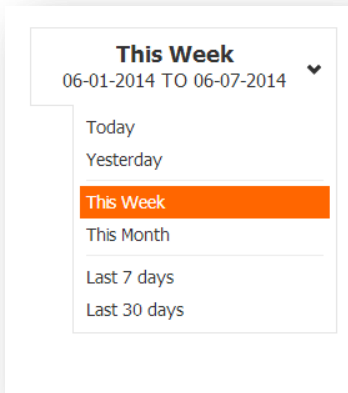 This Week
06-01-2014 TO 06-07-2014
Today
Yesterday
This Week
This Month
Last 7 days
Last 30 days